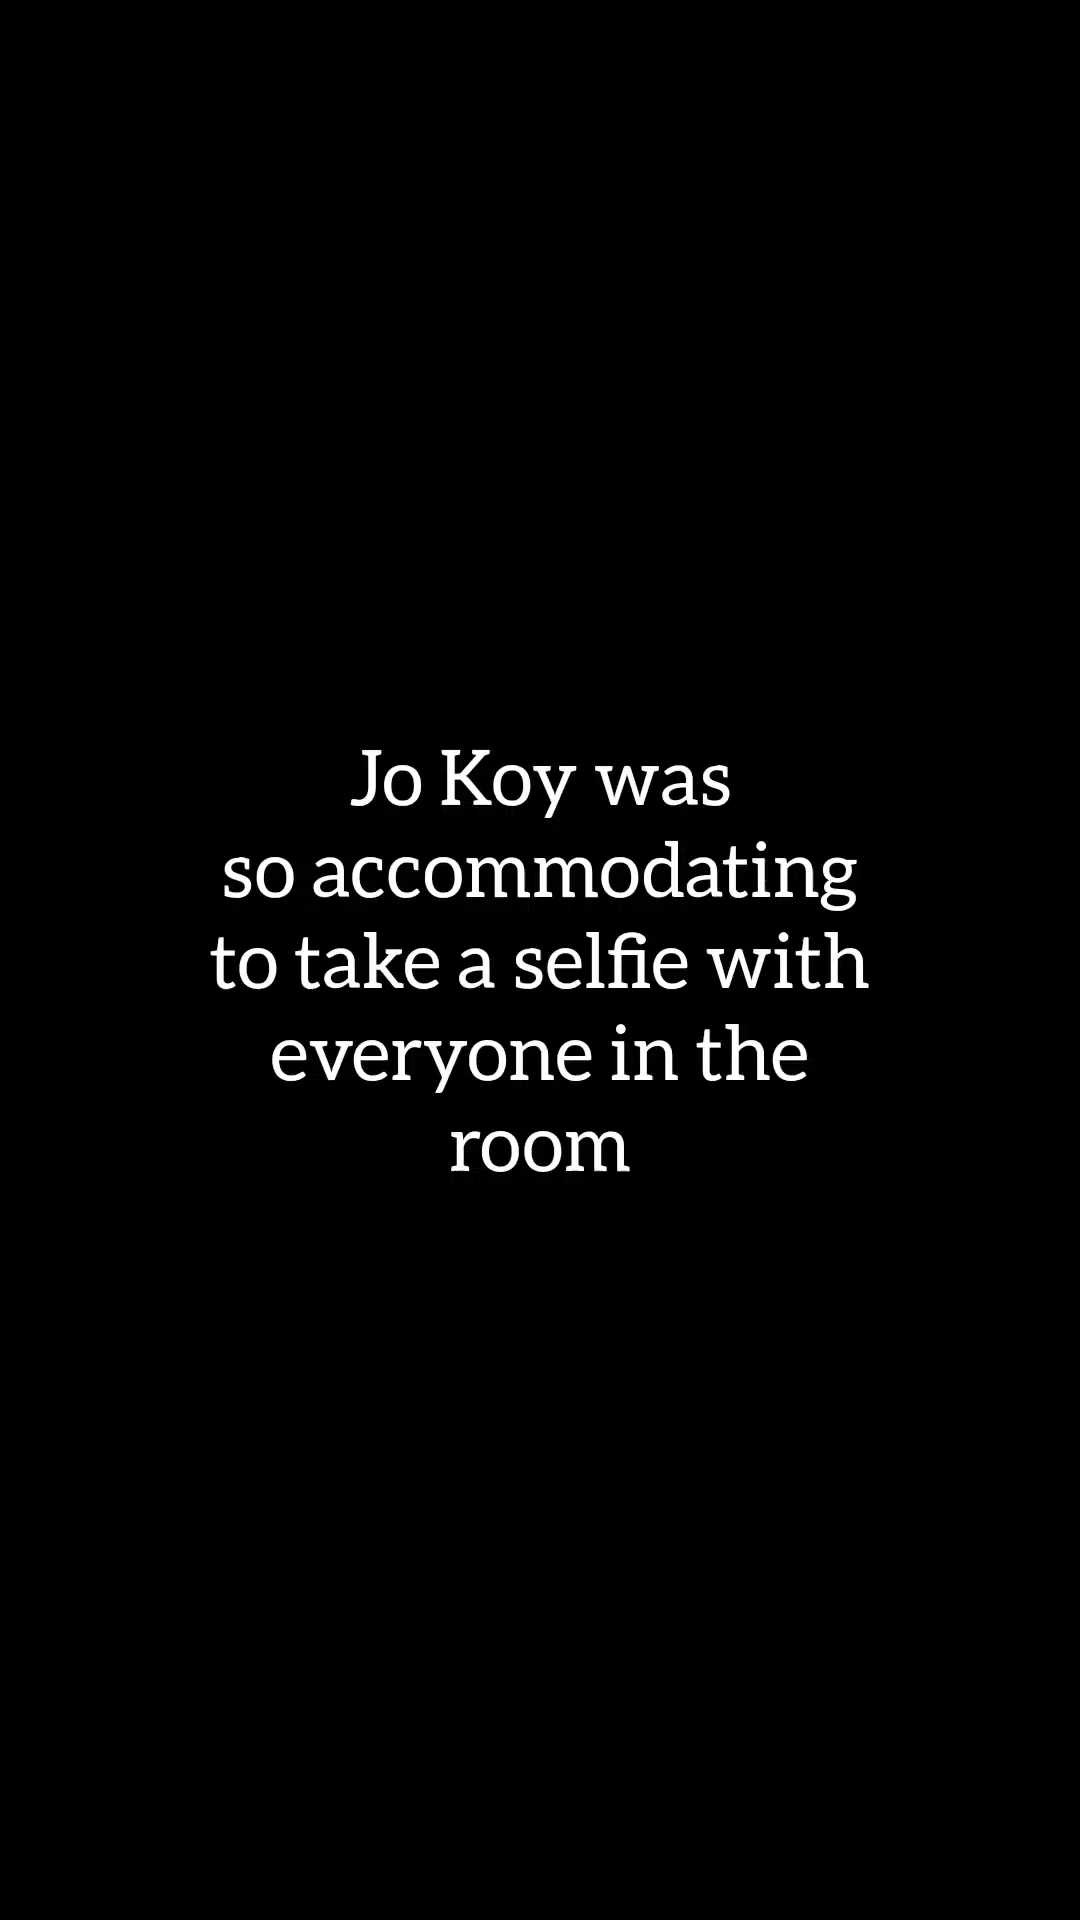 Jo Koy was
so accommodating
to take a selfie with
everyone in the
room